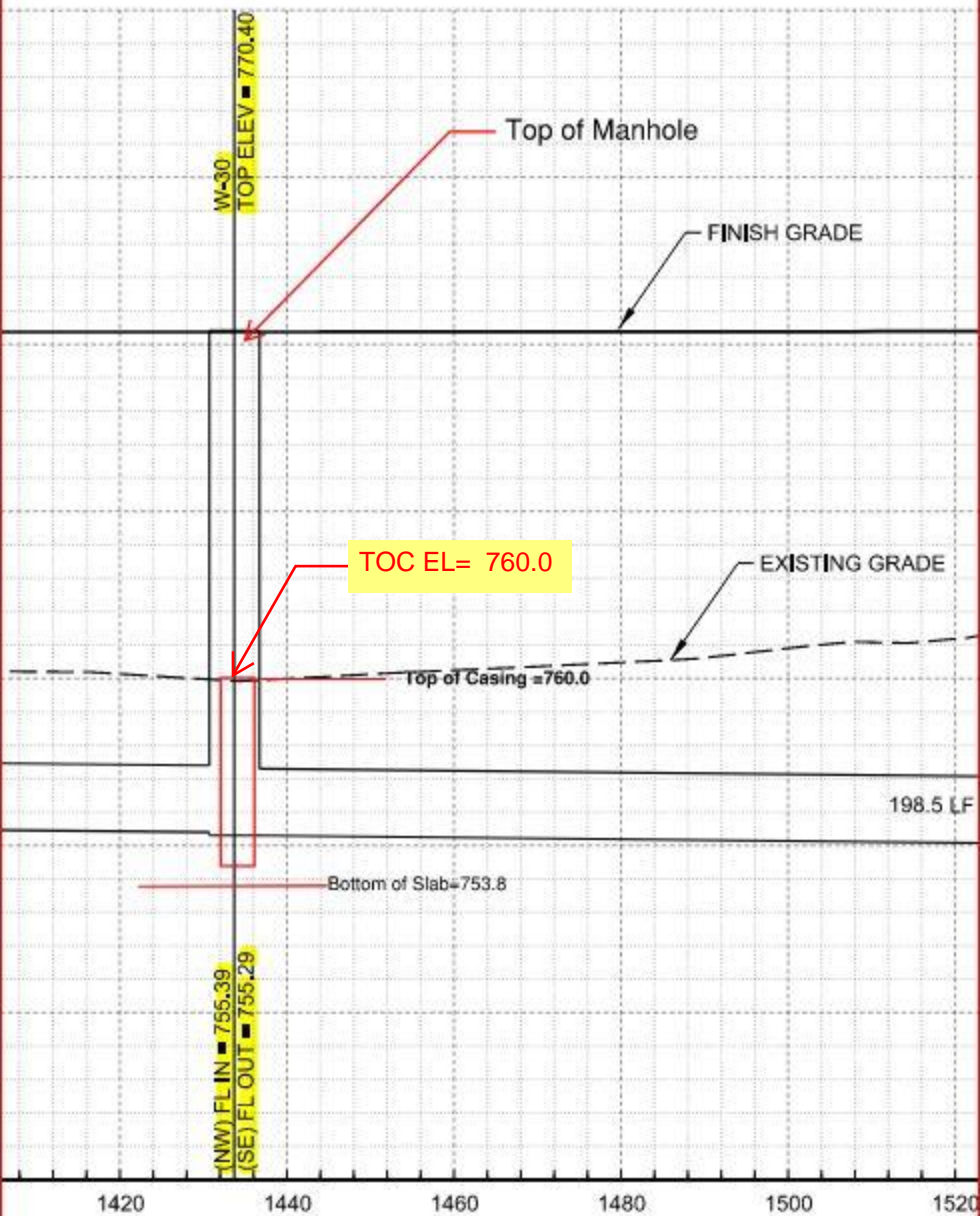 W-30
TOP ELEV = 770.40
Top of Manhole
FINISH GRADE
TOC EL= 760.0
EXISTING GRADE
Top of Casing =760.0
198.5 LF
Bottom of Slab=753.8
(NW) FL IN = 755.39
(SE) FL OUT = 755.29
1420 1440 1460 1480 1500 1520